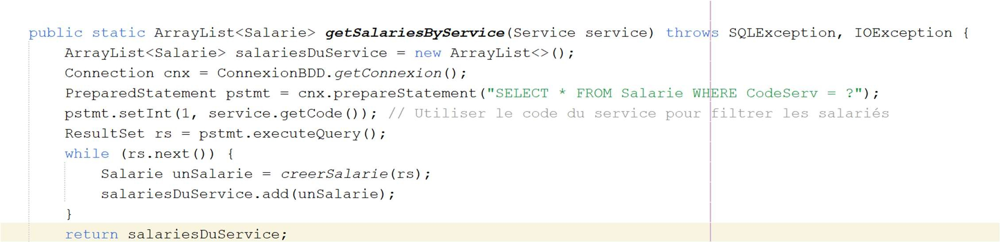 public static ArrayList<Salarie> getSalariesByService(Service service) throws SQLException, IOException {
ArrayList<Salarie> salariesDuService = new ArrayList<>();
Connection cnx = ConnexionBDD.getConnexion();
PreparedStatement pstmt = cnx.prepareStatement("SELECT * FROM Salarie WHERE CodeServ = ?");
pstmt.setInt(1, service.getCode()); // Utiliser le code du service pour filtrer les salariés
ResultSet rs = pstmt.executeQuery();
while (rs.next()) {
Salarie unSalarie = creerSalarie(rs);
salariesDuService.add(unSalarie);
}
return salariesDuService;